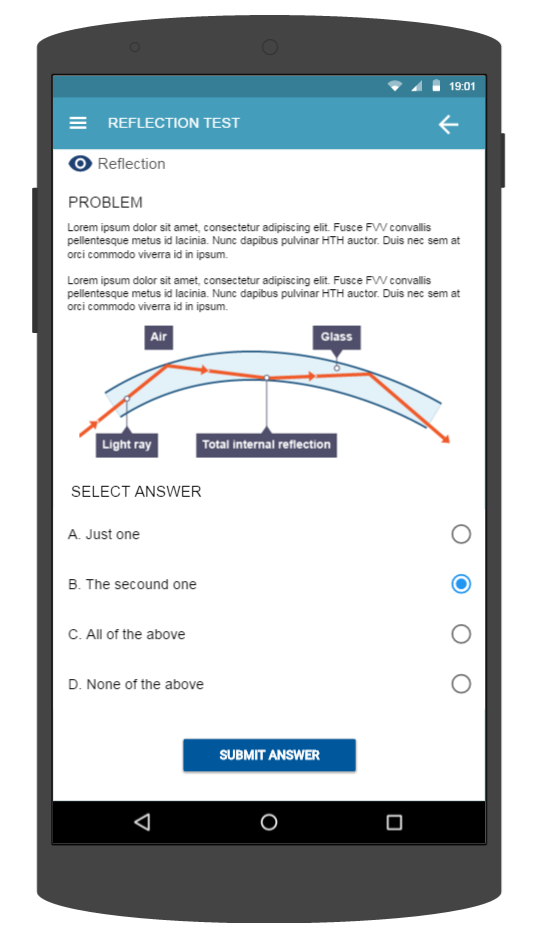 19:01
REFLECTION TEST
Reflection
PROBLEM
Lorem ipsum dolor sit amet, consectetur adipiscing elit. Fusce FVV convallis
pellentesque metus id lacinia. Nunc dapibus pulvinar HTH auctor. Duis nec sem at
orci commodo viverra id in ipsum.
Lorem ipsum dolor sit amet, consectetur adipiscing elit. Fusce FVV convallis
pellentesque metus id lacinia. Nunc dapibus pulvinar HTH auctor. Duis nec sem at
orci commodo viverra id in ipsum.
Air
Glass
Light ray
Total internal reflection
SELECT ANSWER
A. Just one
B. The secound one
C. All of the above
D. None of the above
SUBMIT ANSWER